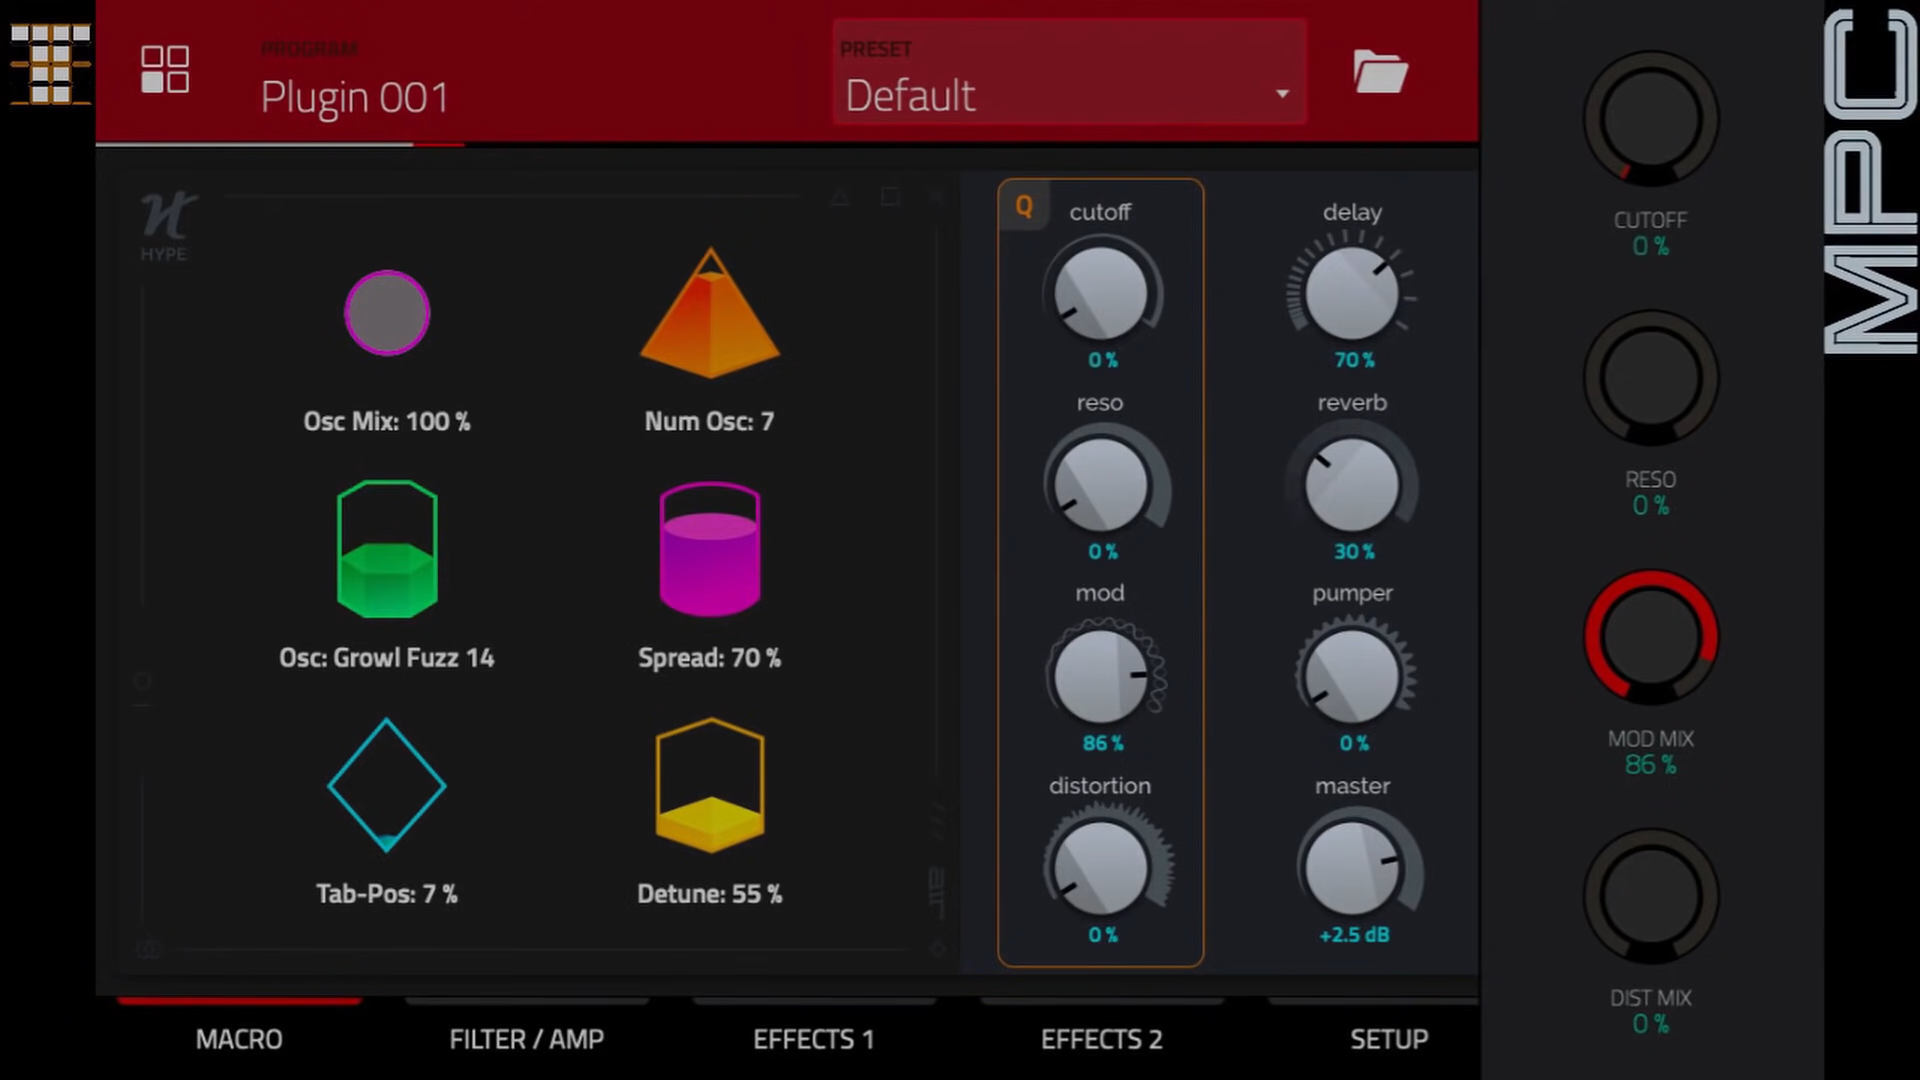 PROGRAM
Plugin 001
PRESET
Default
MPC
HYPE
Osc Mix: 100 %
Num Osc: 7
Osc: Growl Fuzz 14
Spread: 70 %
Tab-Pos: 7 %
Detune: 55 %
Q
cutoff
0 %
reso
0 %
mod
86 %
distortion
0 %
delay
70 %
reverb
30 %
pumper
0 %
master
+2.5 dB
CUTOFF
0 %
RESO
0 %
MOD MIX
86 %
DIST MIX
0 %
MACRO
FILTER / AMP
EFFECTS 1
EFFECTS 2
SETUP